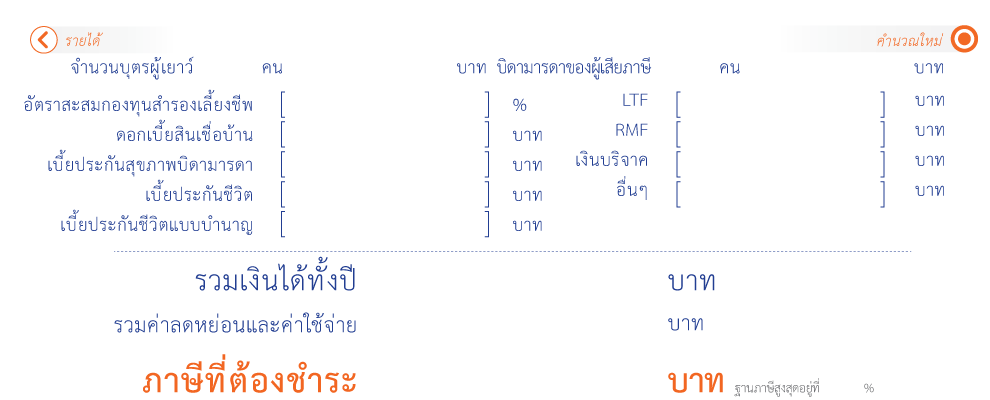 รายได้ คำนวณใหม่
จำนวนบุตรผู้เยาว์ คน บาท บิดามารดาของผู้เสียภาษี คน บาท
อัตราสะสมกองทุนสำรองเลี้ยงชีพ [ ] % LTF [ ] บาท
ดอกเบี้ยสินเชื่อบ้าน [ ] บาท RMF [ ] บาท
เบี้ยประกันสุขภาพบิดามารดา [ ] บาท เงินบริจาค [ ] บาท
เบี้ยประกันชีวิต [ ] บาท อื่นๆ [ ] บาท
เบี้ยประกันชีวิตแบบบำนาญ [ ] บาท
รวมเงินได้ทั้งปี บาท
รวมค่าลดหย่อนและค่าใช้จ่าย บาท
ภาษีที่ต้องชำระ บาท ฐานภาษีสูงสุดอยู่ที่ %